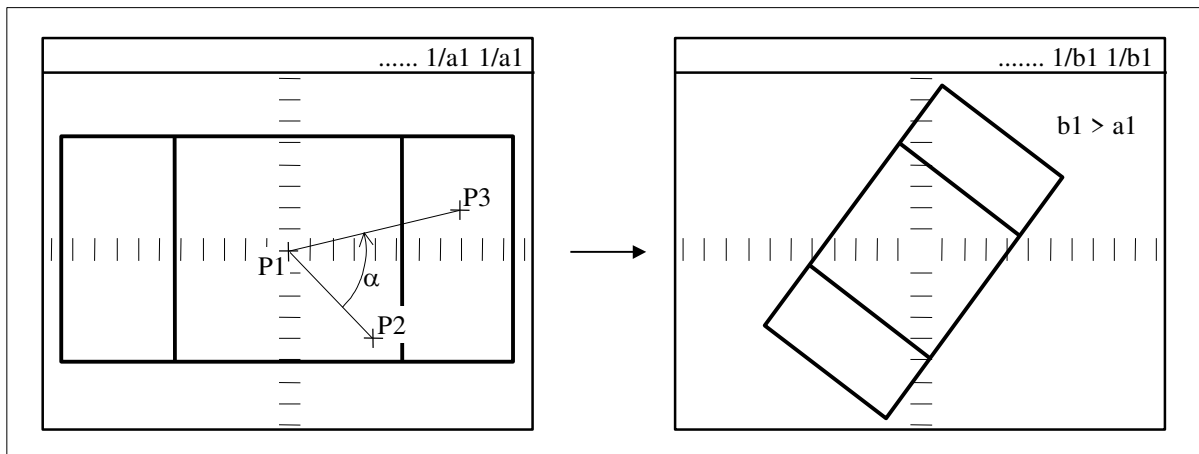 ...... 1/a1 1/a1
P3
P1
α
P2
....... 1/b1 1/b1
b1 > a1